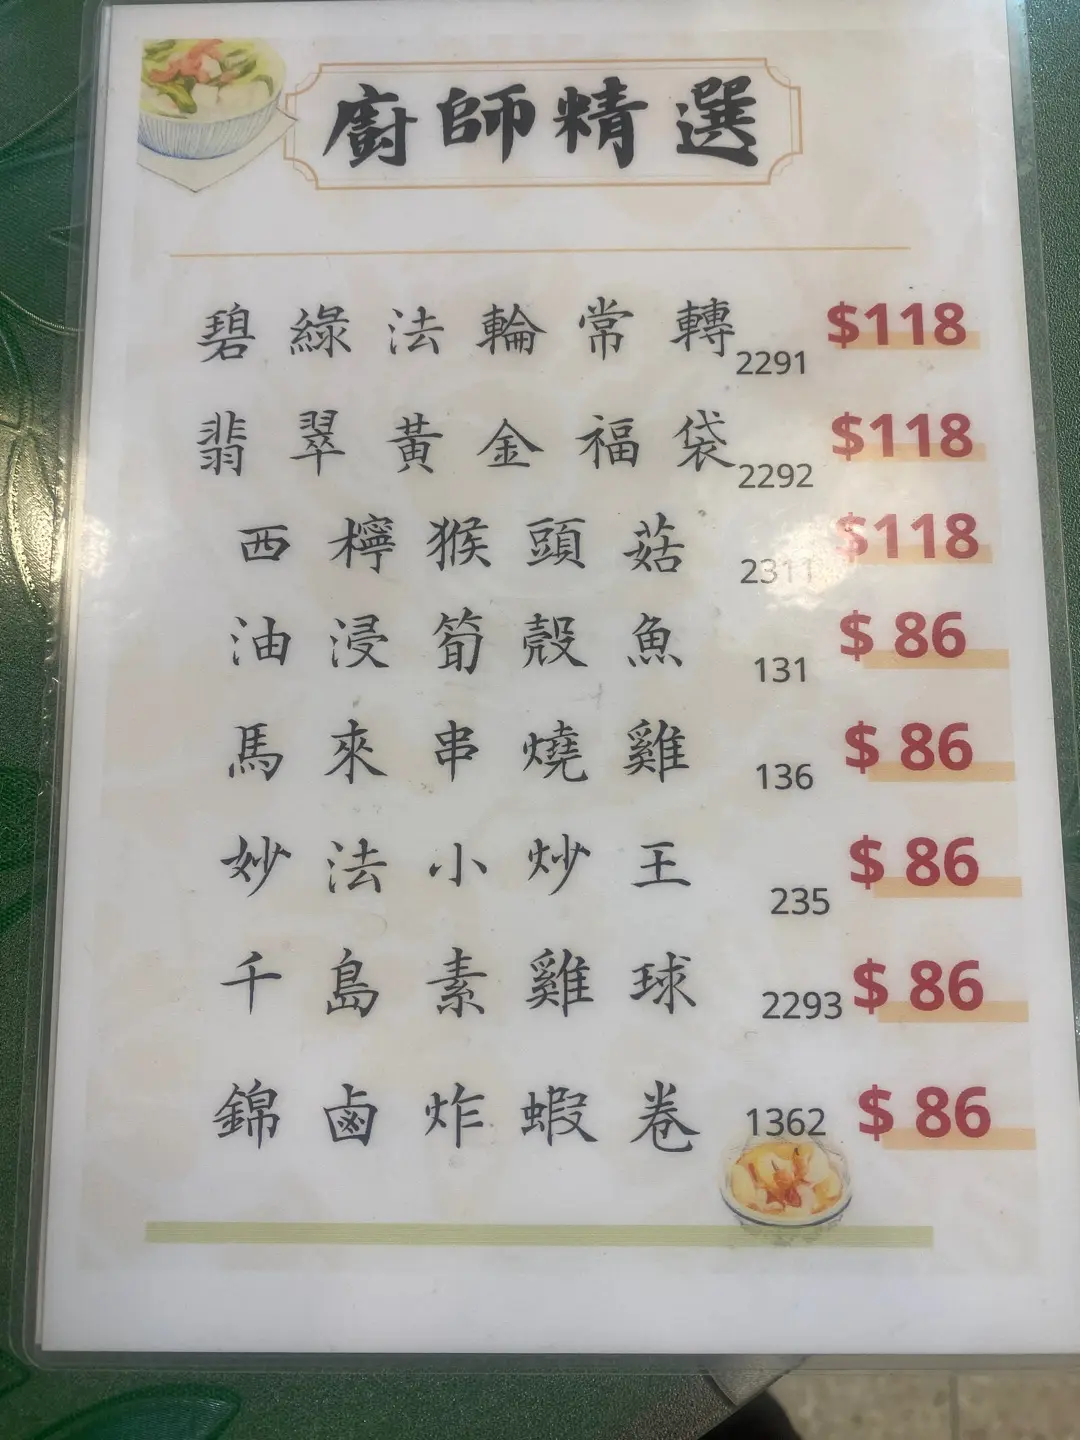 廚師精選
碧綠法輪常轉 2291 $118
翡翠黃金福袋 2292 $118
西檸猴頭菇 2311 $118
油浸筍殼魚 131 $ 86
馬來串燒雞 136 $ 86
妙法小炒王 235 $ 86
千島素雞球 2293 $ 86
錦鹵炸蝦卷 1362 $ 86